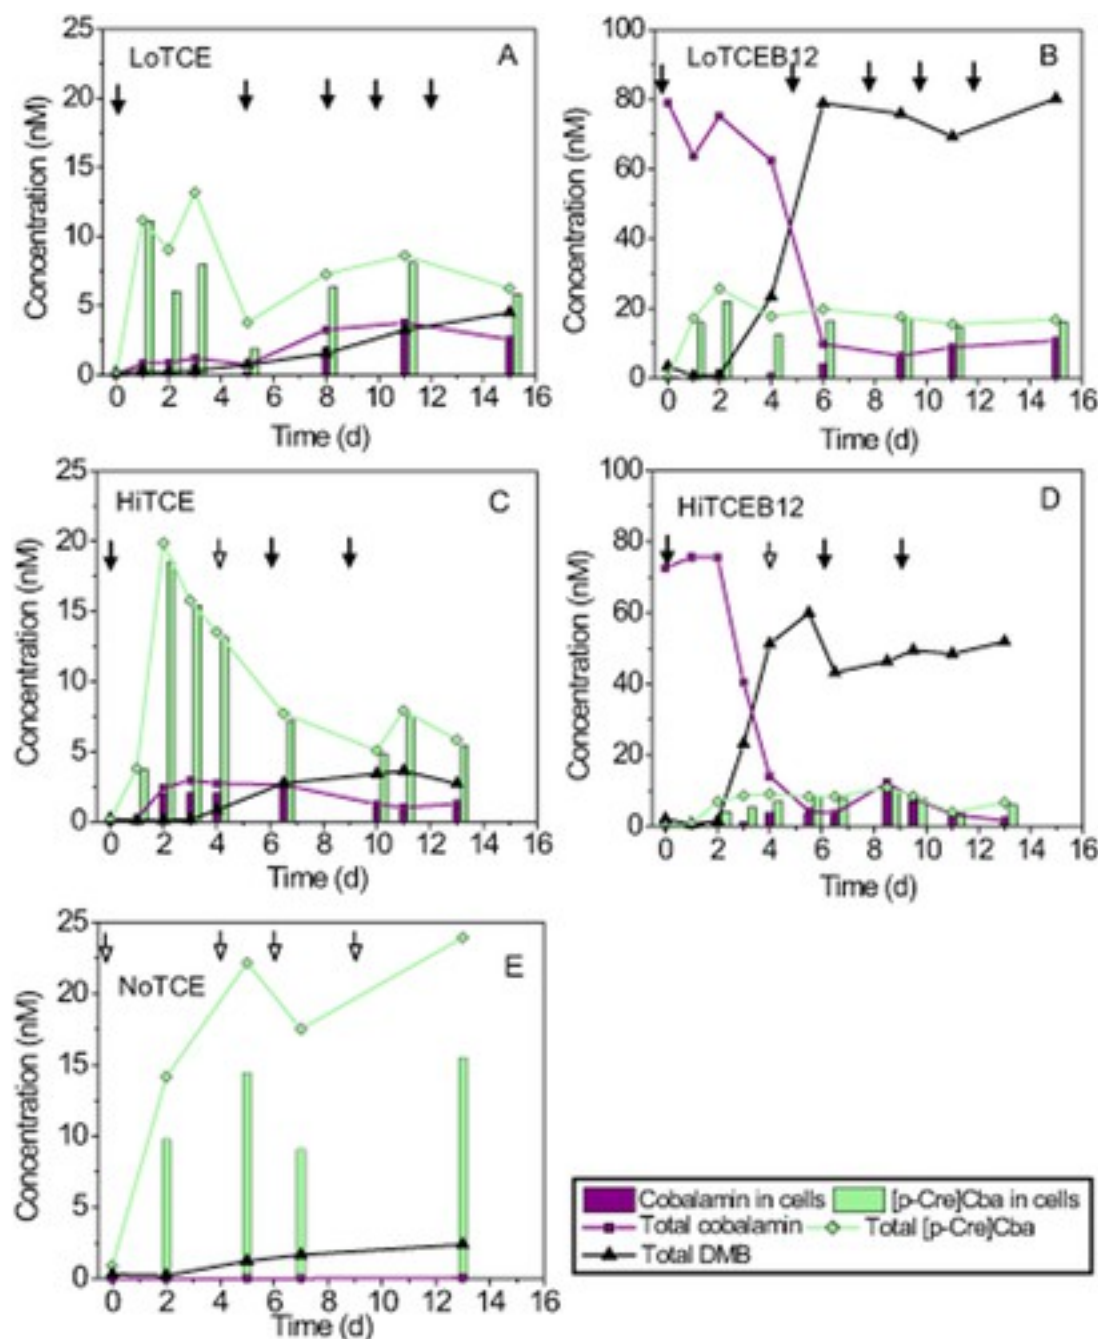 LoTCE
A
25
20
15
10
5
0
Concentration (nM)
0 2 4 6 8 10 12 14 16
Time (d)
LoTCEB12
B
100
80
60
40
20
0
Concentration (nM)
0 2 4 6 8 10 12 14 16
Time (d)
HiTCE
C
25
20
15
10
5
0
Concentration (nM)
0 2 4 6 8 10 12 14 16
Time (d)
HiTCEB12
D
100
80
60
40
20
0
Concentration (nM)
0 2 4 6 8 10 12 14 16
Time (d)
NoTCE
E
25
20
15
10
5
0
Concentration (nM)
0 2 4 6 8 10 12 14 16
Time (d)
Cobalamin in cells [p-Cre]Cba in cells
Total cobalamin Total [p-Cre]Cba
Total DMB